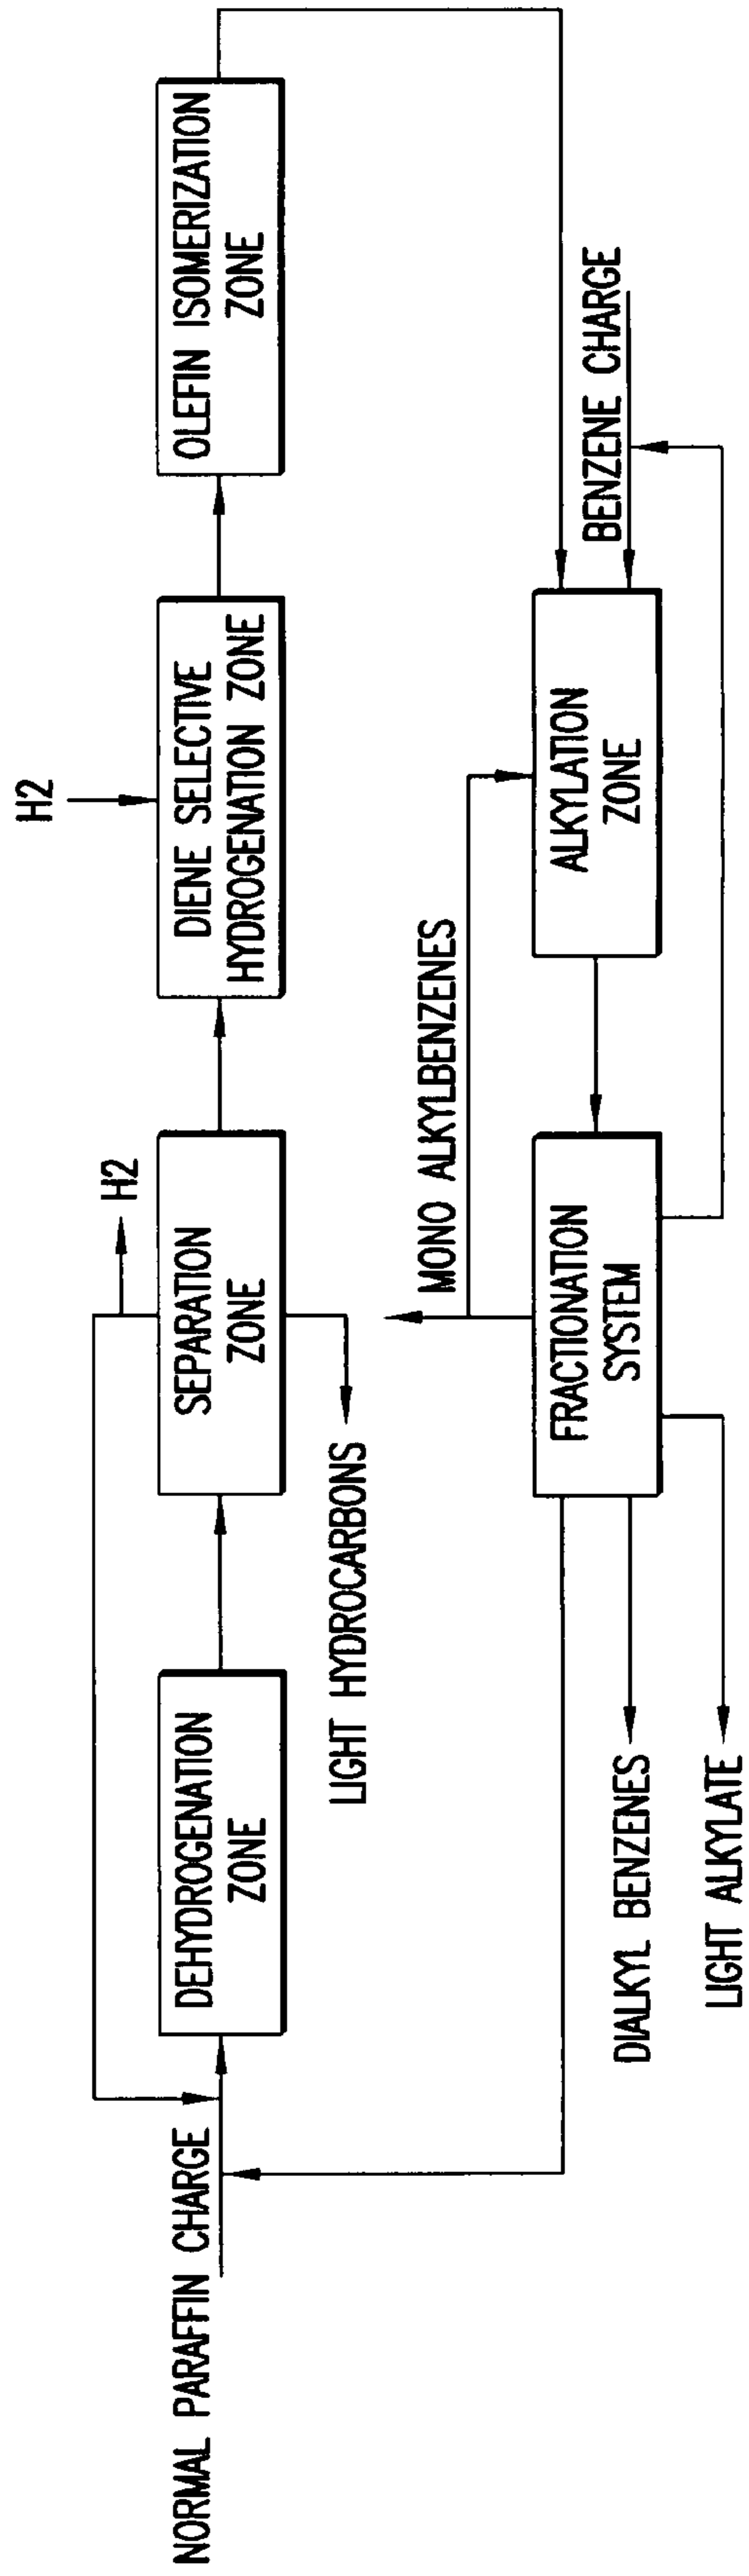 NORMAL PARAFFIN CHARGE
DEHYDROGENATION
ZONE
LIGHT HYDROCARBONS
SEPARATION
ZONE
H2
DIENE SELECTIVE
HYDROGENATION ZONE
H2
OLEFIN ISOMERIZATION
ZONE
DIALKYL BENZENES
LIGHT ALKYLATE
FRACTIONATION
SYSTEM
MONO ALKYLBENZENES
ALKYLATION
ZONE
BENZENE CHARGE